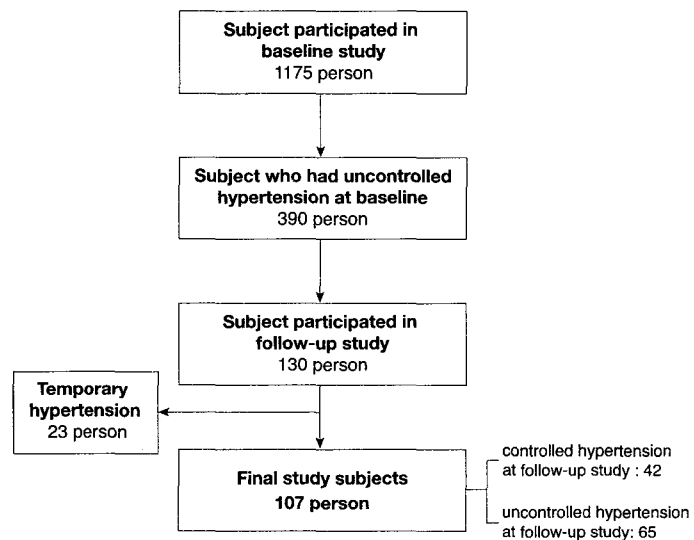 Subject participated in
baseline study
1175 person
Subject who had uncontrolled
hypertension at baseline
390 person
Subject participated in
follow-up study
130 person
Temporary
hypertension
23 person
Final study subjects
107 person
controlled hypertension
at follow-up study : 42
uncontrolled hypertension
at follow-up study: 65